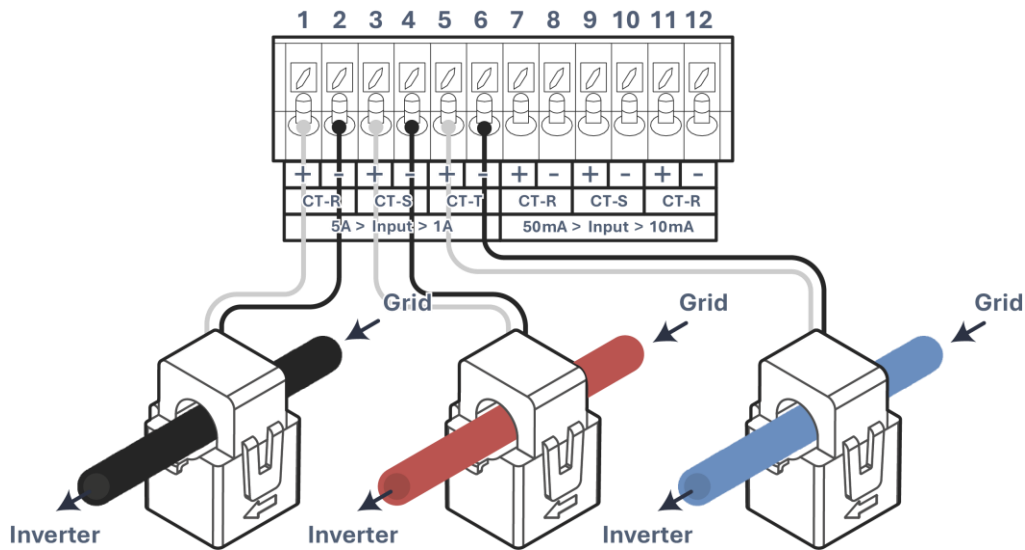 1 2 3 4 5 6 7 8 9 10 11 12
+ - + - + - + - + - + -
CT-R CT-S CT-T CT-R CT-S CT-R
5A > Input > 1A 50mA > Input > 10mA
Grid Grid Grid
Inverter Inverter Inverter